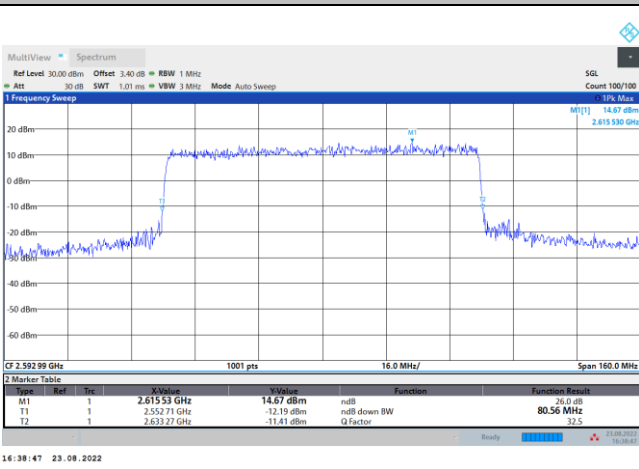 MultiView Spectrum
Ref Level 30.00 dBm Offset 3.40 dB RBW 1 MHz SGL
Att 30 dB SWT 1.01 ms VBW 3 MHz Mode Auto Sweep Count 100/100
1 Frequency Sweep 1Pk Max
M1[1] 14.67 dBm
2.615 530 GHz
20 dBm
M1
10 dBm
0 dBm
T1
T2
-10 dBm
-20 dBm
-30 dBm
-40 dBm
-50 dBm
-60 dBm
CF 2.592 99 GHz 1001 pts 16.0 MHz/ Span 160.0 MHz
2 Marker Table
Type Ref Trc X-Value Y-Value Function Function Result
M1 1 2.615 53 GHz 14.67 dBm ndB 26.0 dB
T1 1 2.552 71 GHz -12.19 dBm ndB down BW 80.56 MHz
T2 1 2.633 27 GHz -11.41 dBm Q Factor 32.5
Ready 23.08.2022
16:38:47
16:38:47 23.08.2022